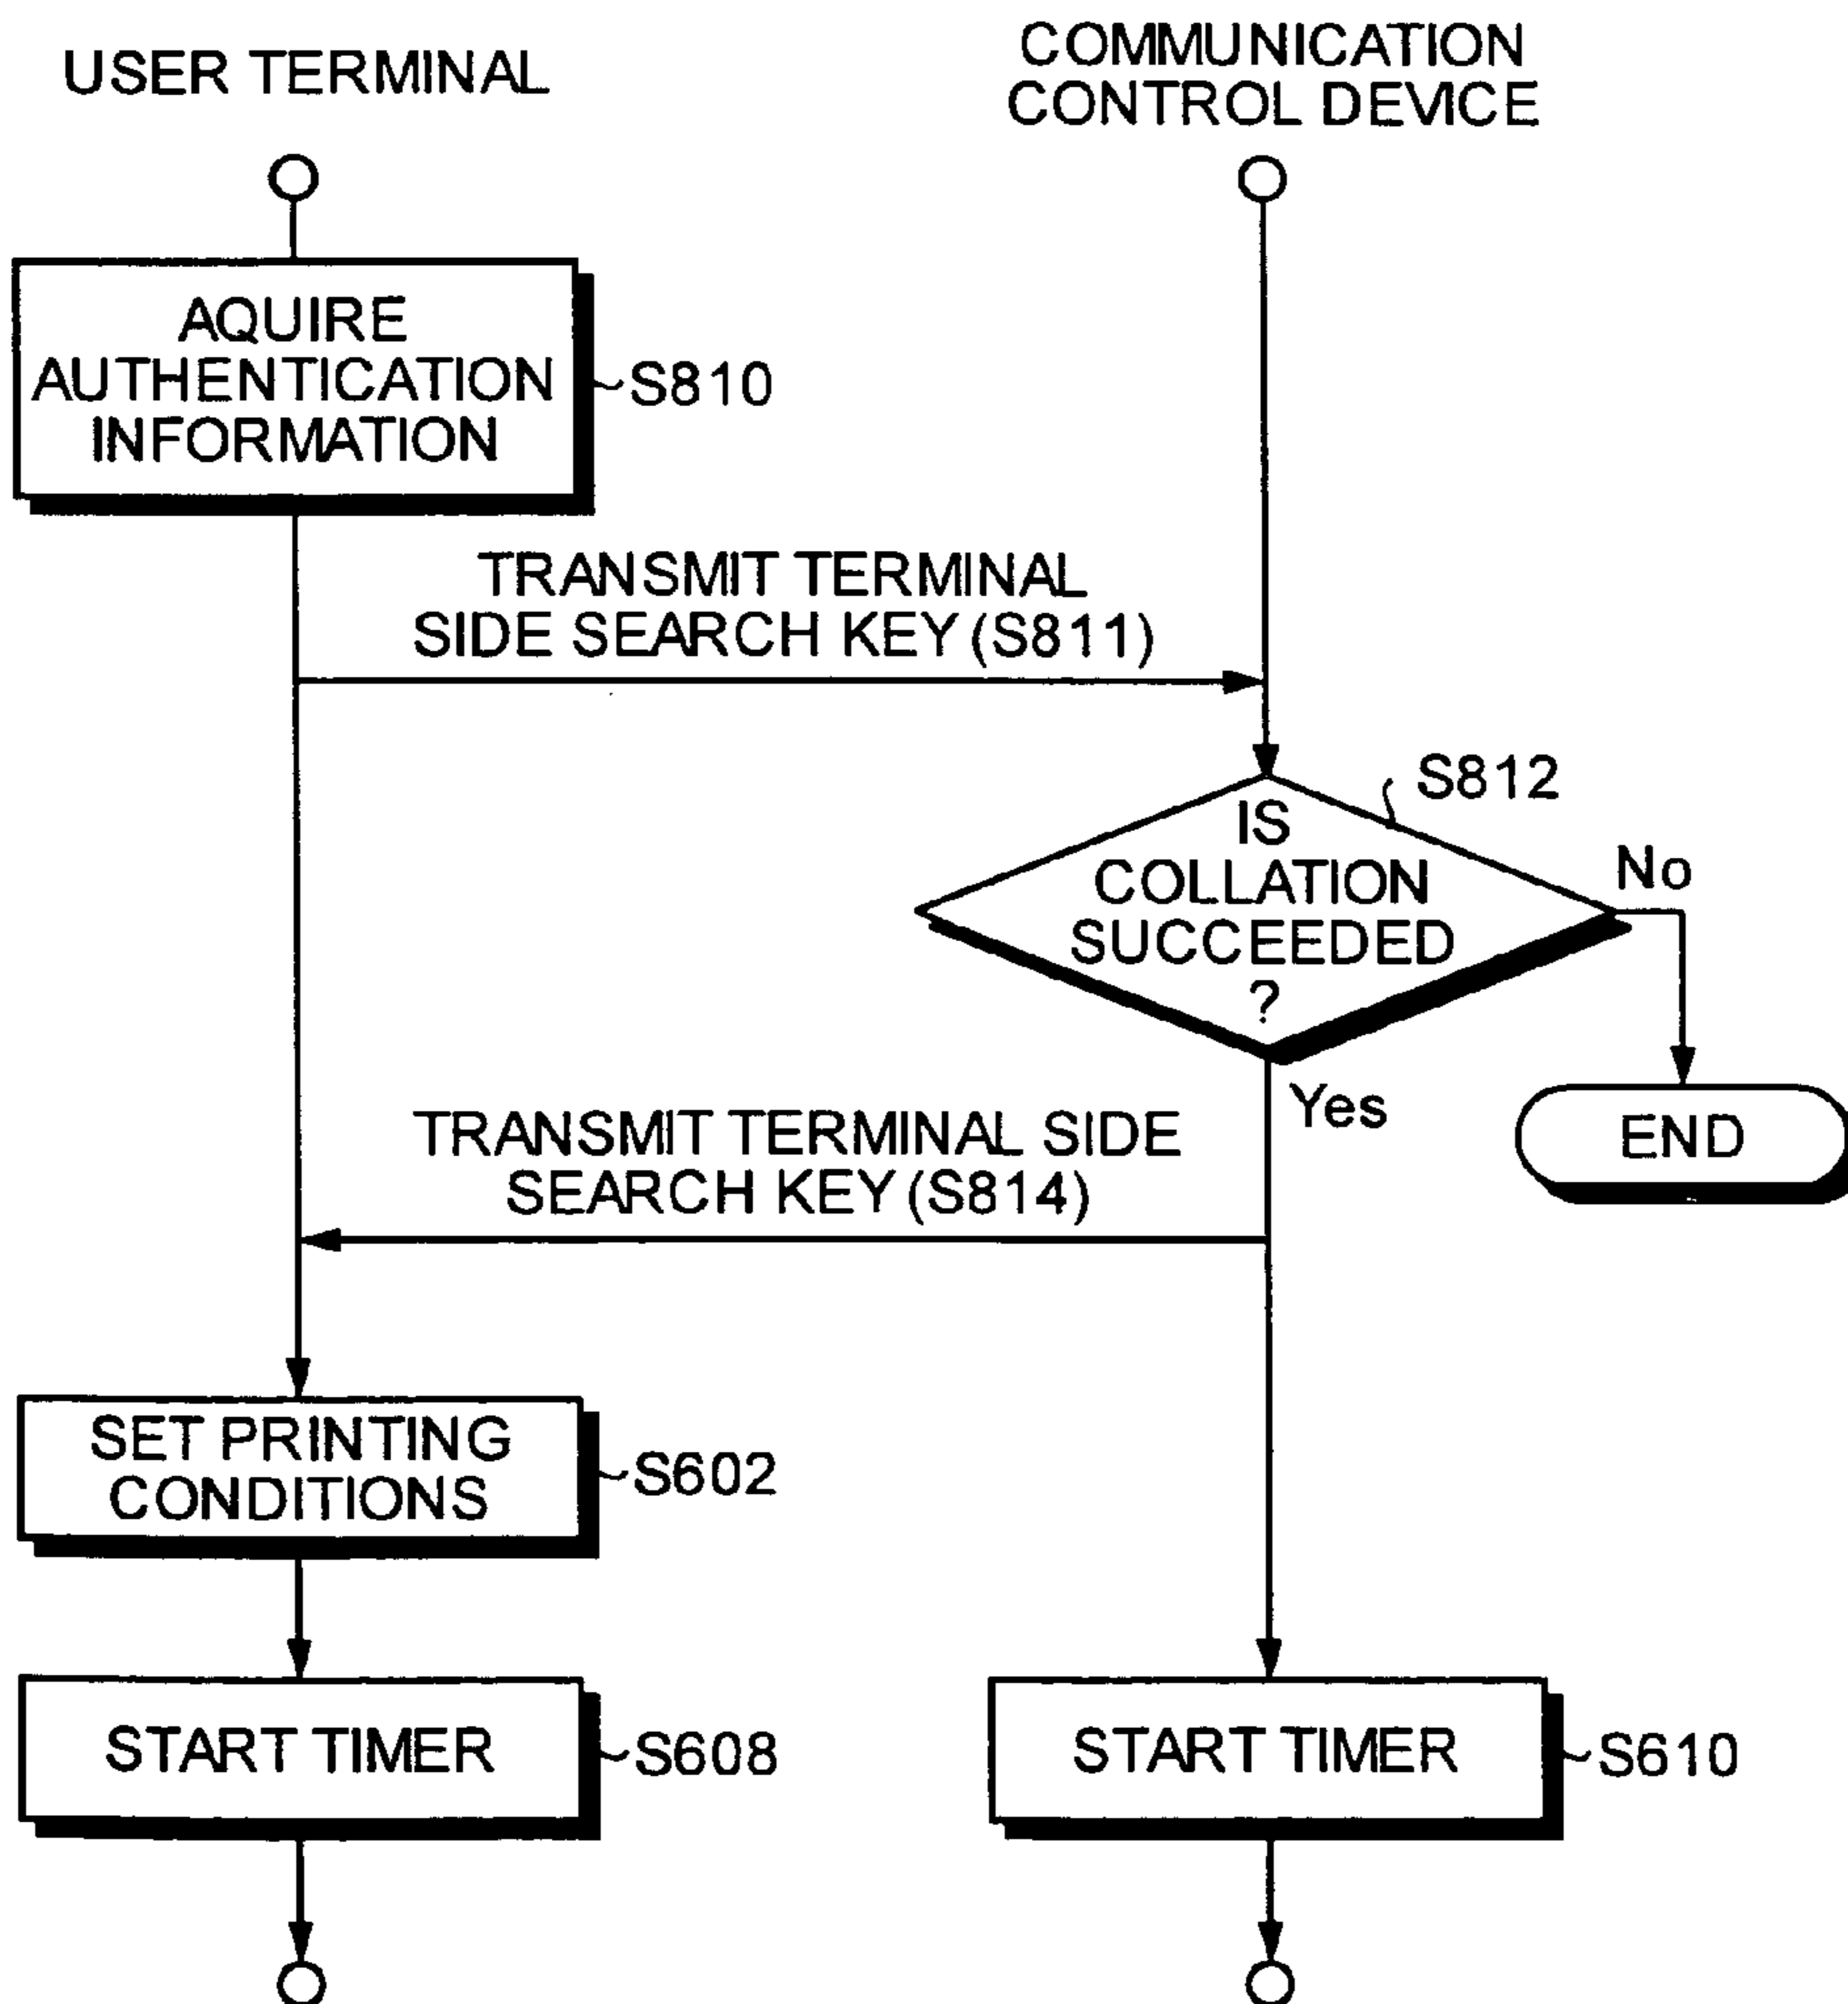 USER TERMINAL
COMMUNICATION
CONTROL DEVICE
AQUIRE
AUTHENTICATION
INFORMATION
S810
TRANSMIT TERMINAL
SIDE SEARCH KEY (S811)
S812
IS
COLLATION
SUCCEEDED
?
No
Yes
END
TRANSMIT TERMINAL SIDE
SEARCH KEY (S814)
SET PRINTING
CONDITIONS
S602
START TIMER
S608
START TIMER
S610